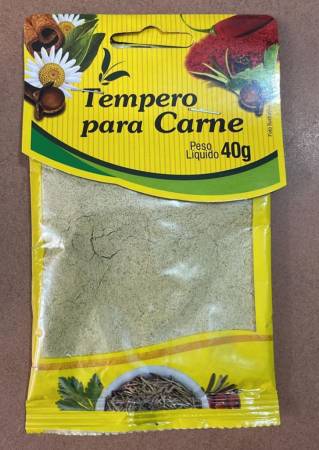 Tempero
para Carne
Peso
Líquido 40g